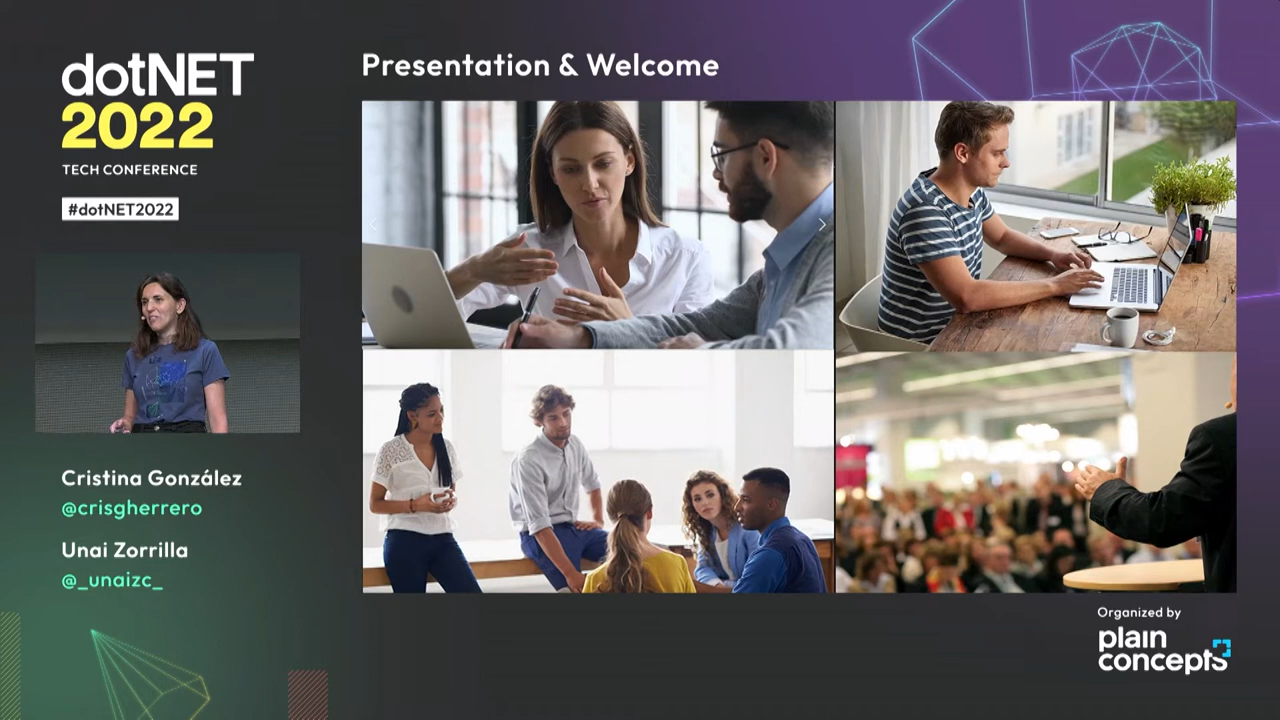 dotNET
2022
TECH CONFERENCE
#dotNET2022
Presentation & Welcome
Cristina González
@crisgherrero
Unai Zorrilla
@_unaizc_
Organized by
plain
concepts